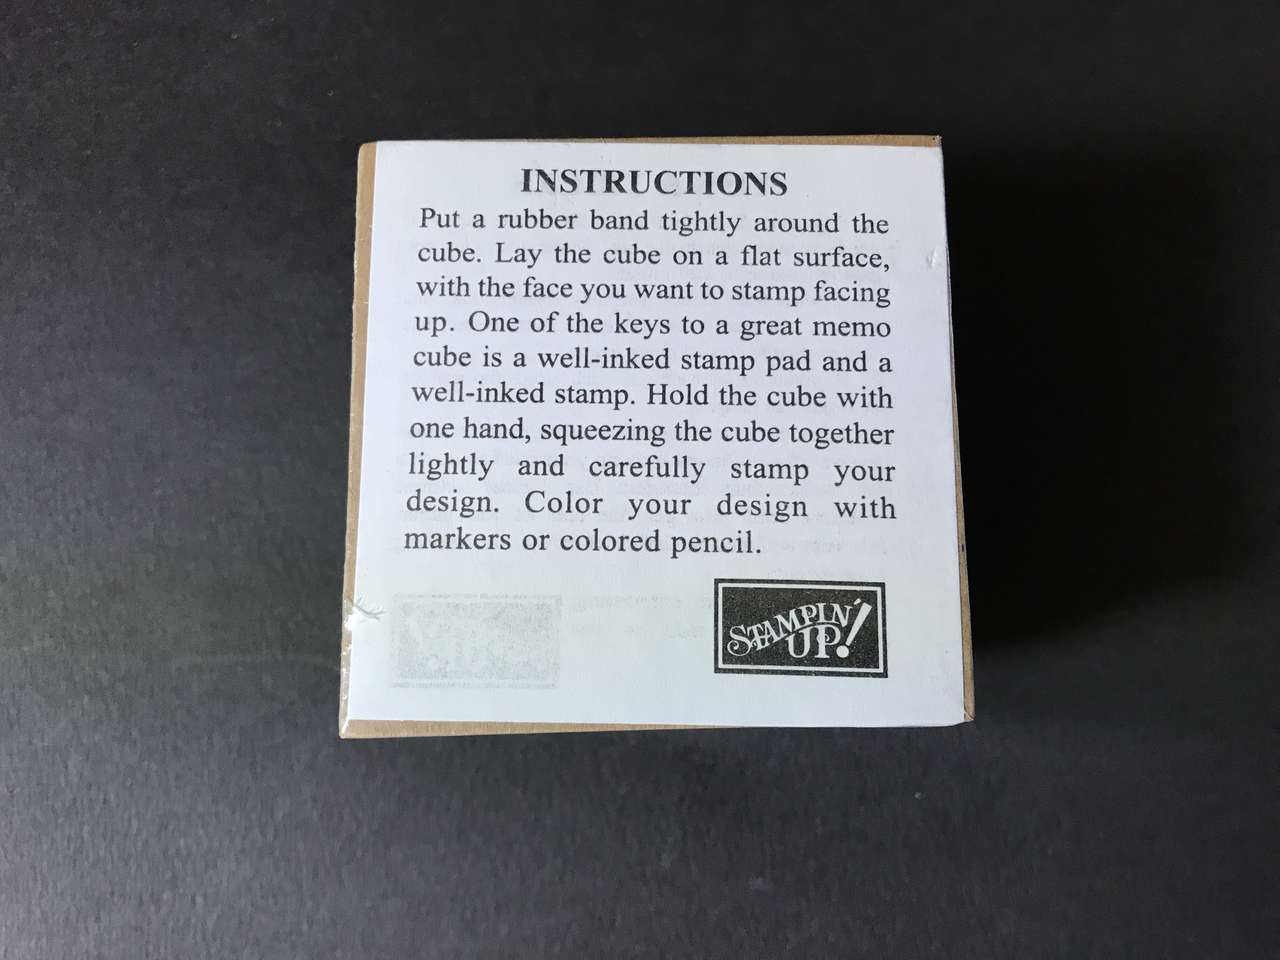 INSTRUCTIONS
Put a rubber band tightly around the
cube. Lay the cube on a flat surface,
with the face you want to stamp facing
up. One of the keys to a great memo
cube is a well-inked stamp pad and a
well-inked stamp. Hold the cube with
one hand, squeezing the cube together
lightly and carefully stamp your
design. Color your design with
markers or colored pencil.
STAMPIN'
UP!